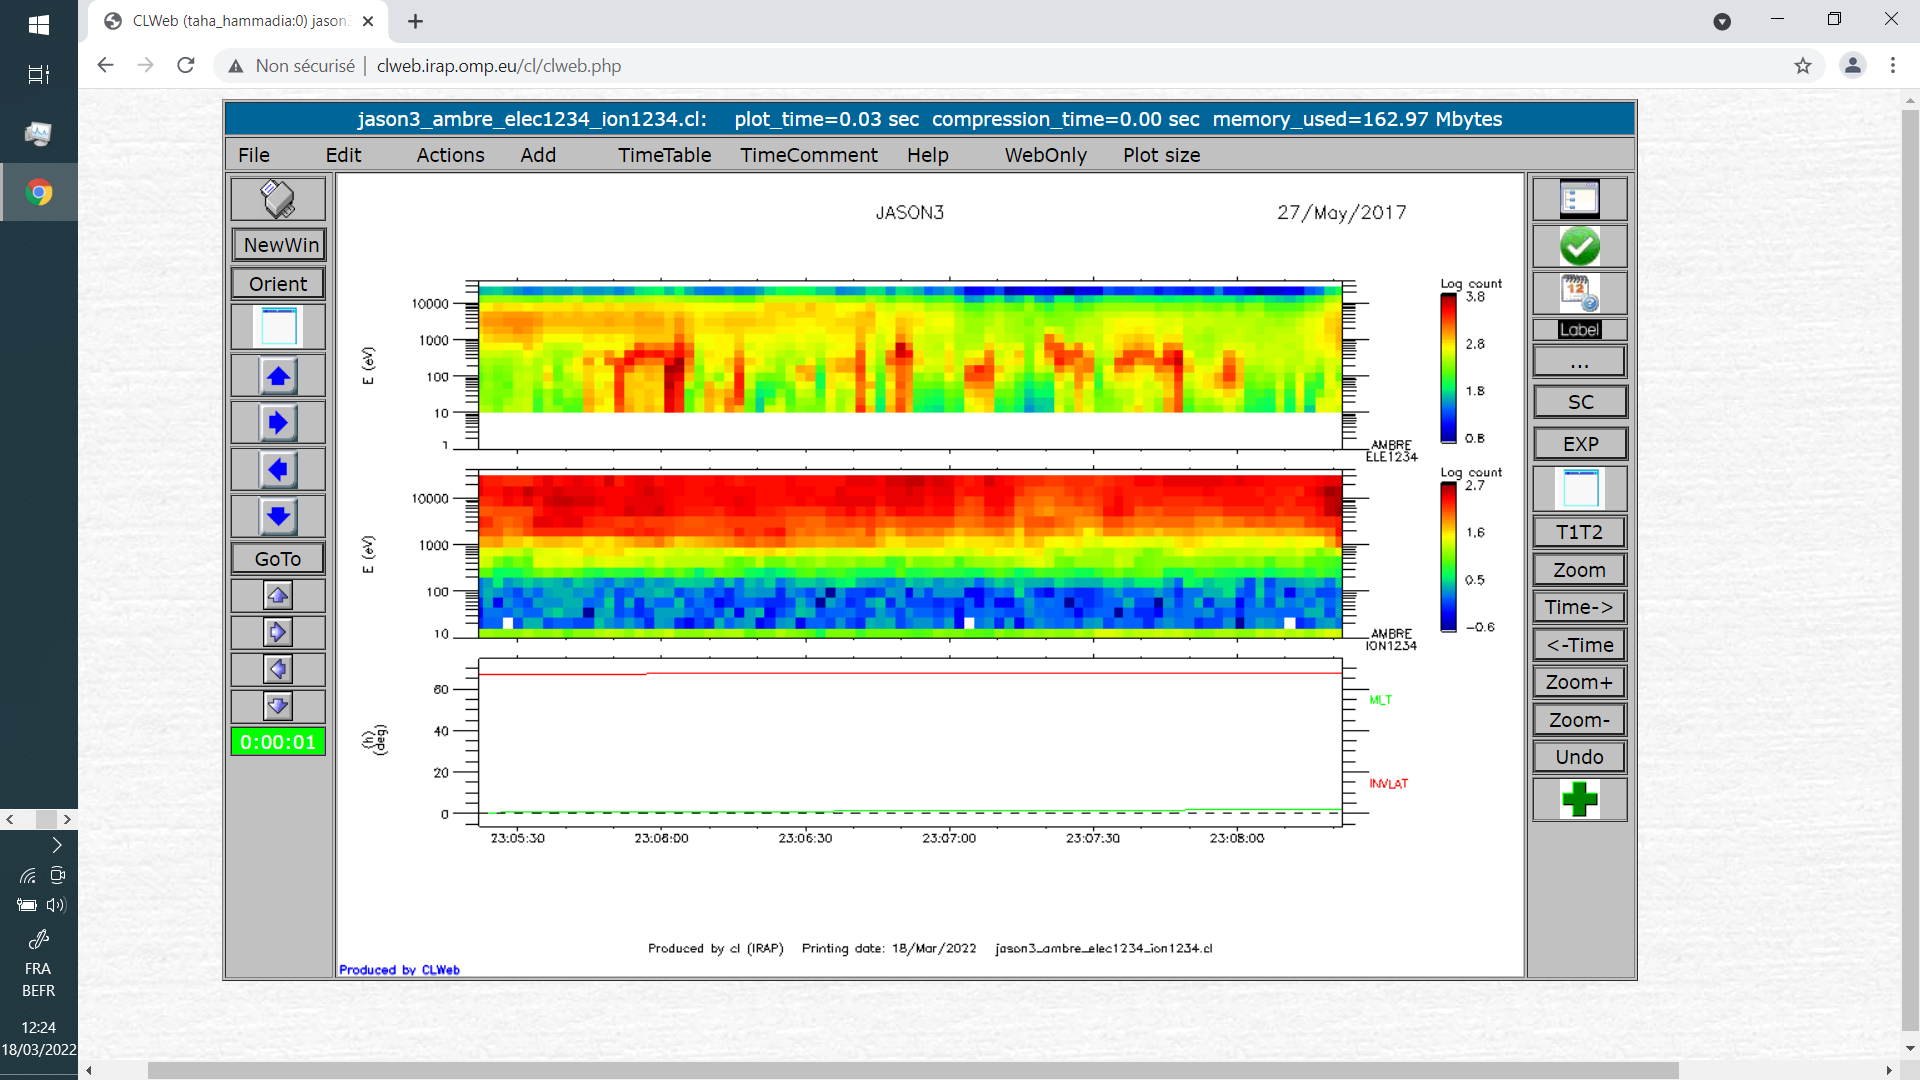 CLWeb (taha_hammadia:0) jason
Non sécurisé | clweb.irap.omp.eu/cl/clweb.php
jason3_ambre_elec1234_ion1234.cl: plot_time=0.03 sec compression_time=0.00 sec memory_used=162.97 Mbytes
File Edit Actions Add TimeTable TimeComment Help WebOnly Plot size
JASON3 27/May/2017
NewWin
Orient
GoTo
0:00:01
E (eV)
10000
1000
100
10
1
AMBRE
ELE1234
Log count
3.8
2.8
1.8
0.8
E (eV)
10000
1000
100
10
AMBRE
ION1234
Log count
2.7
1.6
0.5
-0.6
(h)
(deg)
60
40
20
0
MLT
INVLAT
23:05:30 23:06:00 23:06:30 23:07:00 23:07:30 23:08:00
Produced by cl (IRAP) Printing date: 18/Mar/2022 jason3_ambre_elec1234_ion1234.cl
Produced by CLWeb
12
Label
...
SC
EXP
T1T2
Zoom
Time->
<-Time
Zoom+
Zoom-
Undo
FRA
BEFR
12:24
18/03/2022